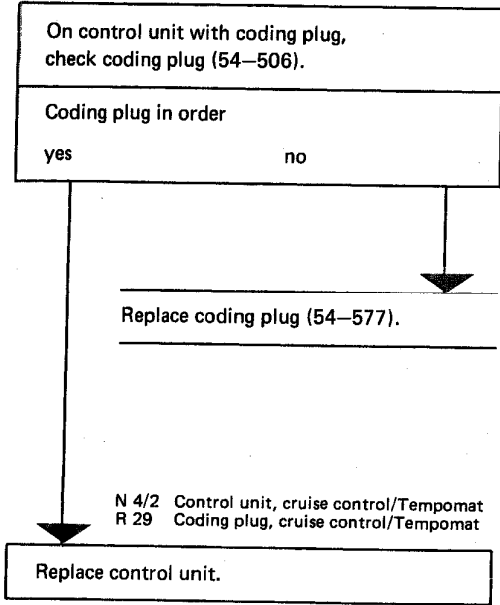 On control unit with coding plug,
check coding plug (54–506).
Coding plug in order
yes no
Replace coding plug (54–577).
N 4/2 Control unit, cruise control/Tempomat
R 29 Coding plug, cruise control/Tempomat
Replace control unit.